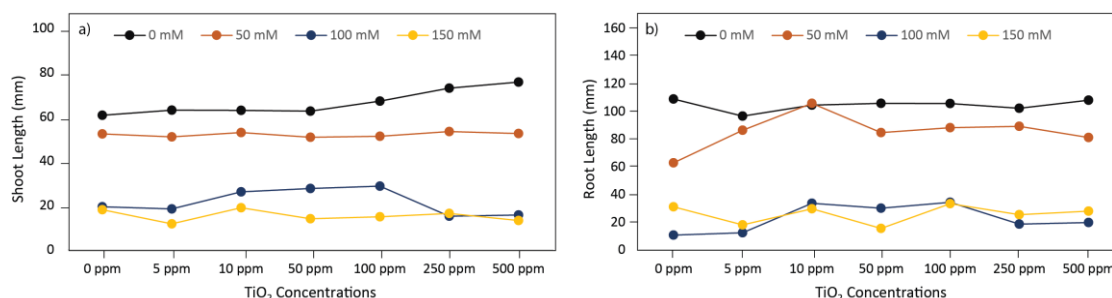 a)
0 mM 50 mM 100 mM 150 mM
100
80
60
40
20
0
Shoot Length (mm)
0 ppm 5 ppm 10 ppm 50 ppm 100 ppm 250 ppm 500 ppm
TiO₂ Concentrations
b)
0 mM 50 mM 100 mM 150 mM
160
140
120
100
80
60
40
20
0
Root Length (mm)
0 ppm 5 ppm 10 ppm 50 ppm 100 ppm 250 ppm 500 ppm
TiO₂ Concentrations